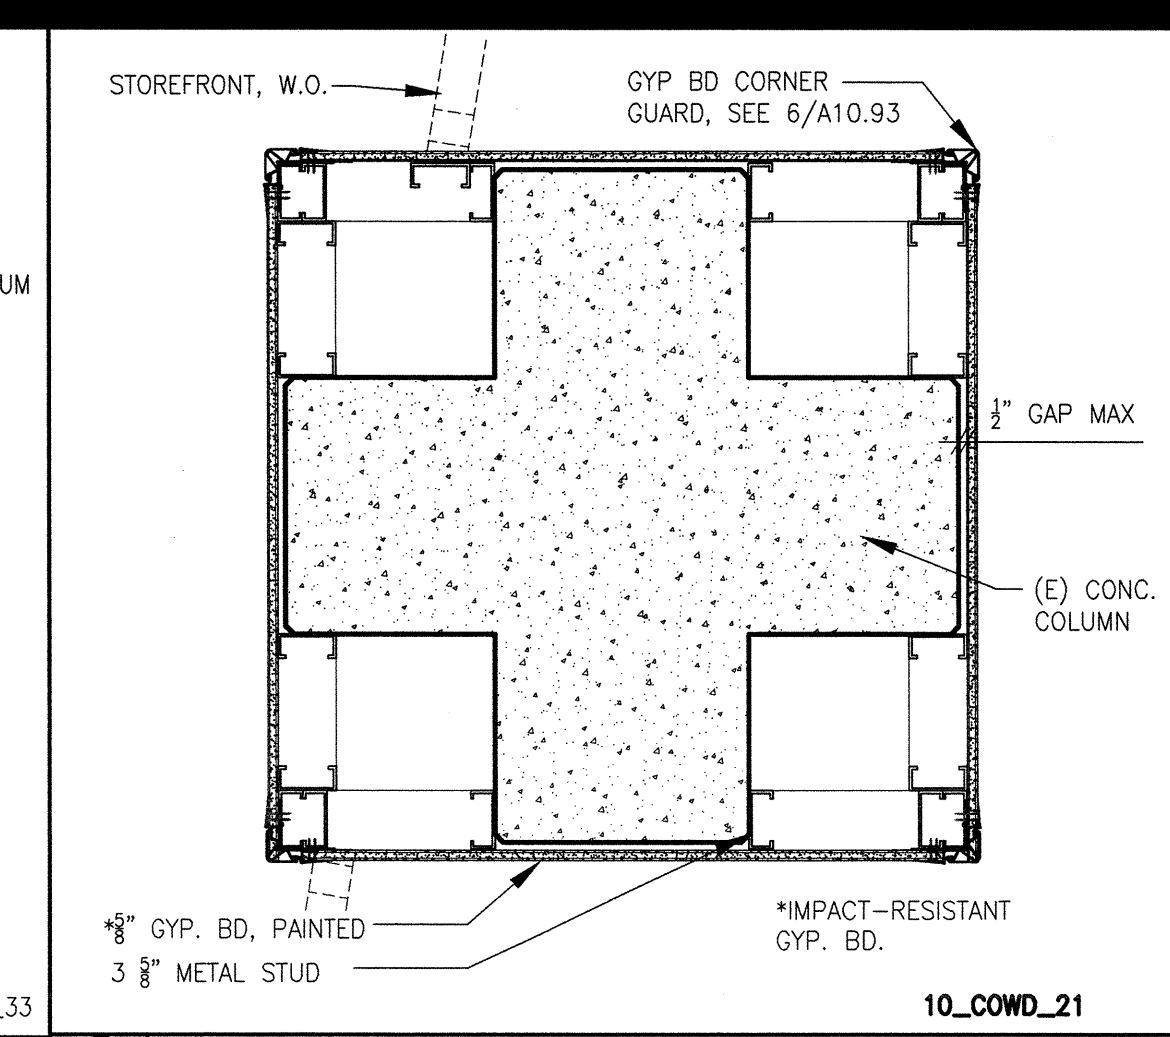 STOREFRONT, W.O.
GYP BD CORNER
GUARD, SEE 6/A10.93
UM
1/2" GAP MAX
(E) CONC.
COLUMN
*5/8" GYP. BD, PAINTED
3 5/8" METAL STUD
*IMPACT-RESISTANT
GYP. BD.
_33
10_COWD_21